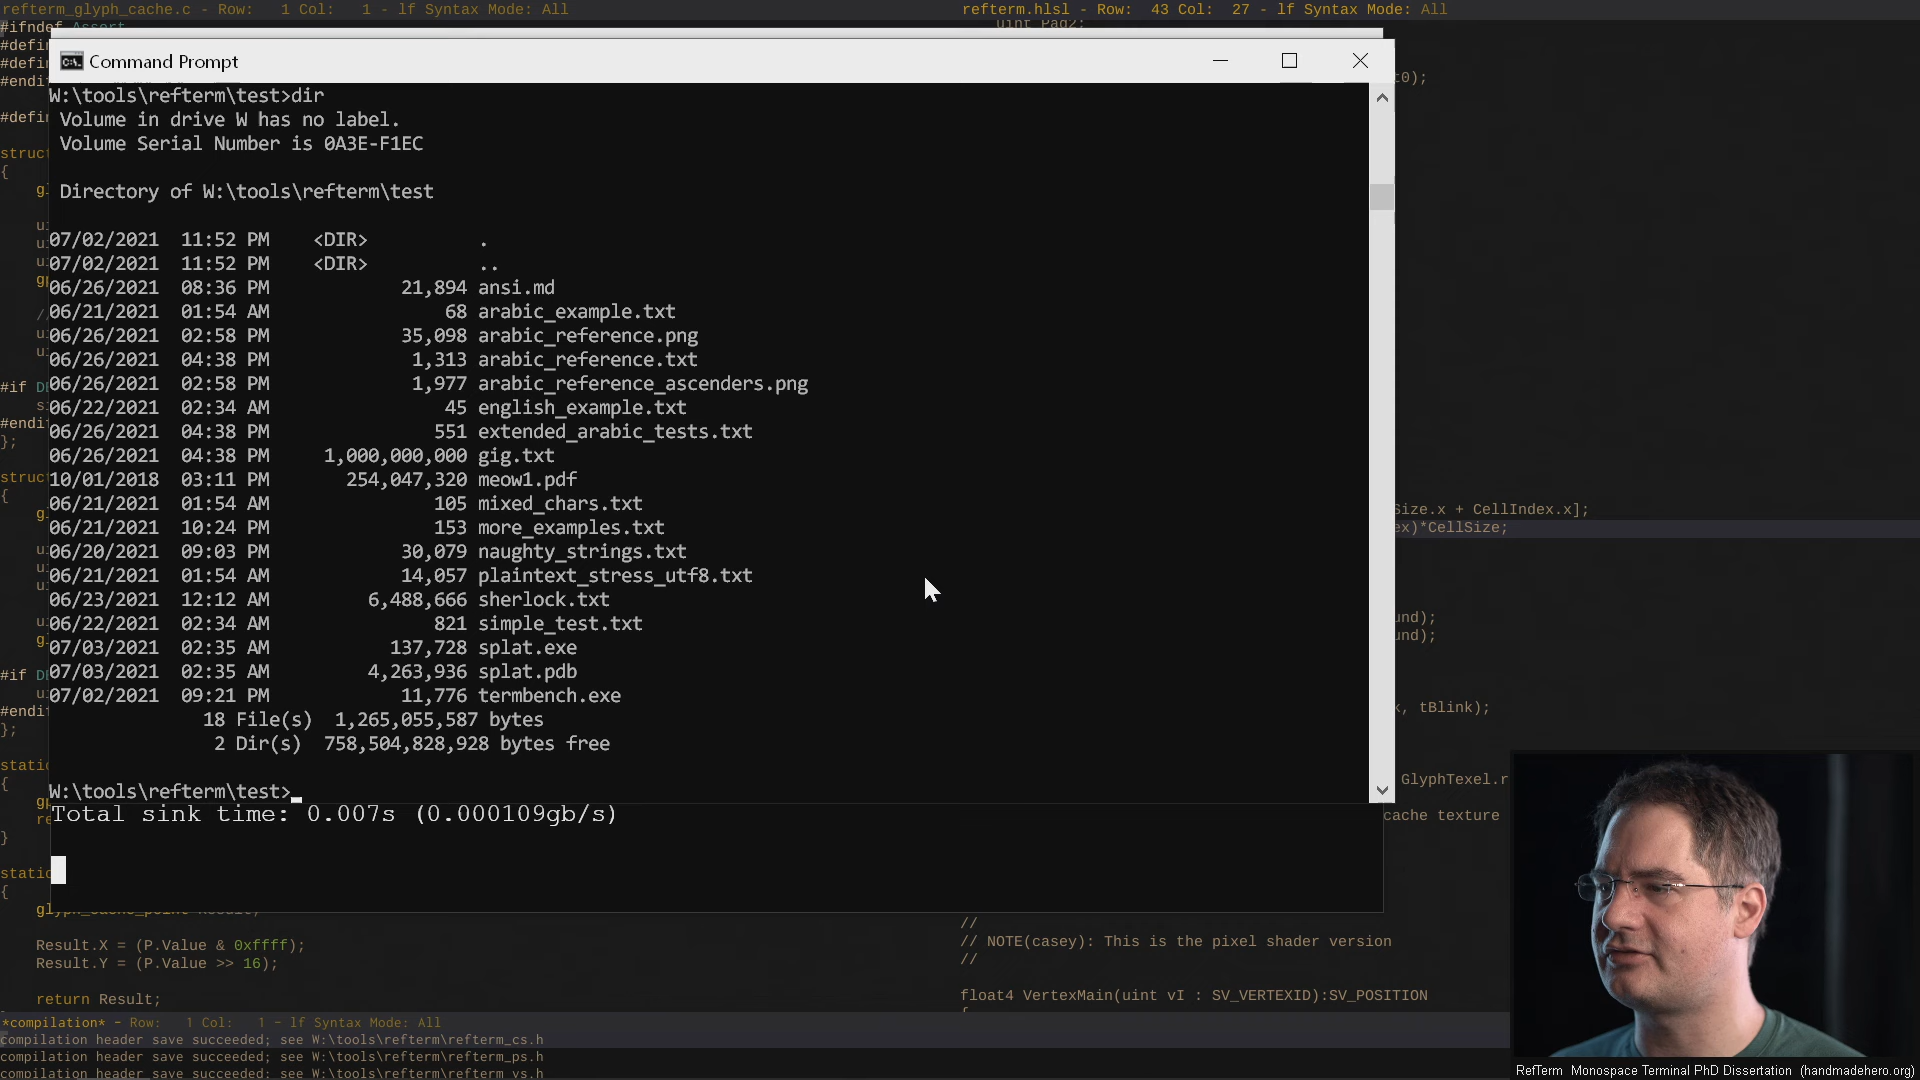 refterm_glyph_cache.c - Row:   1 Col:   1 - lf Syntax Mode: All
refterm.hlsl - Row:  43 Col:  27 - lf Syntax Mode: All
#ifndef Assert
Command Prompt
W:\tools\refterm\test>dir
 Volume in drive W has no label.
 Volume Serial Number is 0A3E-F1EC
 Directory of W:\tools\refterm\test
07/02/2021  11:52 PM    <DIR>          .
07/02/2021  11:52 PM    <DIR>          ..
06/26/2021  08:36 PM            21,894 ansi.md
06/21/2021  01:54 AM                68 arabic_example.txt
06/26/2021  02:58 PM            35,098 arabic_reference.png
06/26/2021  04:38 PM             1,313 arabic_reference.txt
06/26/2021  02:58 PM             1,977 arabic_reference_ascenders.png
06/22/2021  02:34 AM                45 english_example.txt
06/26/2021  04:38 PM               551 extended_arabic_tests.txt
06/26/2021  04:38 PM     1,000,000,000 gig.txt
10/01/2018  03:11 PM       254,047,320 meow1.pdf
06/21/2021  01:54 AM               105 mixed_chars.txt
06/21/2021  10:24 PM               153 more_examples.txt
06/20/2021  09:03 PM            30,079 naughty_strings.txt
06/21/2021  01:54 AM            14,057 plaintext_stress_utf8.txt
06/23/2021  12:12 AM         6,488,666 sherlock.txt
06/22/2021  02:34 AM               821 simple_test.txt
07/03/2021  02:35 AM           137,728 splat.exe
07/03/2021  02:35 AM         4,263,936 splat.pdb
07/02/2021  09:21 PM            11,776 termbench.exe
              18 File(s)  1,265,055,587 bytes
               2 Dir(s)  758,504,828,928 bytes free
W:\tools\refterm\test>
Total sink time: 0.007s (0.000109gb/s)
Size.x + CellIndex.x];
)*CellSize;
, tBlink);
GlyphTexel.r
cache texture
Result.X = (P.Value & 0xffff);
Result.Y = (P.Value >> 16);
return Result;
//
// NOTE(casey): This is the pixel shader version
//
float4 VertexMain(uint vI : SV_VERTEXID):SV_POSITION
{
*compilation* - Row:   1 Col:   1 - lf Syntax Mode: All
compilation header save succeeded; see W:\tools\refterm\refterm_cs.h
compilation header save succeeded; see W:\tools\refterm\refterm_ps.h
compilation header save succeeded; see W:\tools\refterm\refterm_vs.h
RefTerm  Monospace Terminal PhD Dissertation  (handmadehero.org)